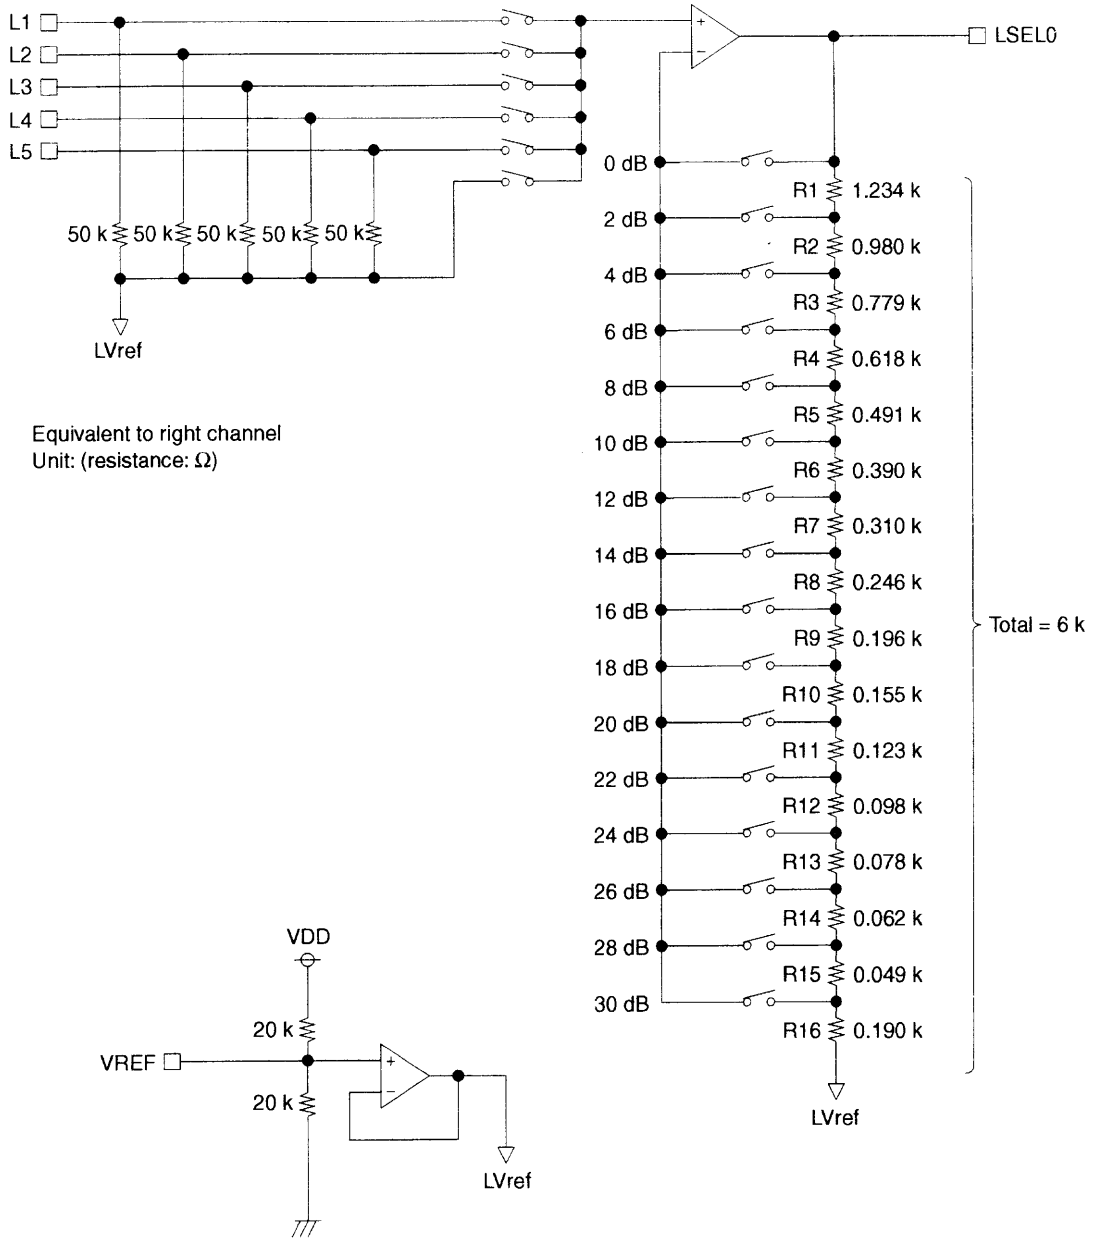 L1
L2
L3
L4
L5
+
−
LSEL0
50 k 50 k 50 k 50 k 50 k
LVref
Equivalent to right channel
Unit: (resistance: Ω)
0 dB
R1 1.234 k
2 dB
R2 0.980 k
4 dB
R3 0.779 k
6 dB
R4 0.618 k
8 dB
R5 0.491 k
10 dB
R6 0.390 k
12 dB
R7 0.310 k
14 dB
R8 0.246 k
16 dB
R9 0.196 k
Total = 6 k
18 dB
R10 0.155 k
20 dB
R11 0.123 k
22 dB
R12 0.098 k
24 dB
R13 0.078 k
26 dB
R14 0.062 k
28 dB
R15 0.049 k
30 dB
R16 0.190 k
LVref
VDD
20 k
VREF
+
−
20 k
LVref